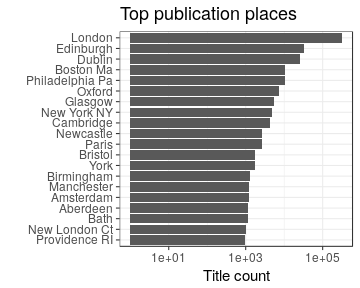 Top publication places
London
Edinburgh
Dublin
Boston Ma
Philadelphia Pa
Oxford
Glasgow
New York NY
Cambridge
Newcastle
Paris
Bristol
York
Birmingham
Manchester
Amsterdam
Aberdeen
Bath
New London Ct
Providence RI
1e+01 1e+03 1e+05
Title count